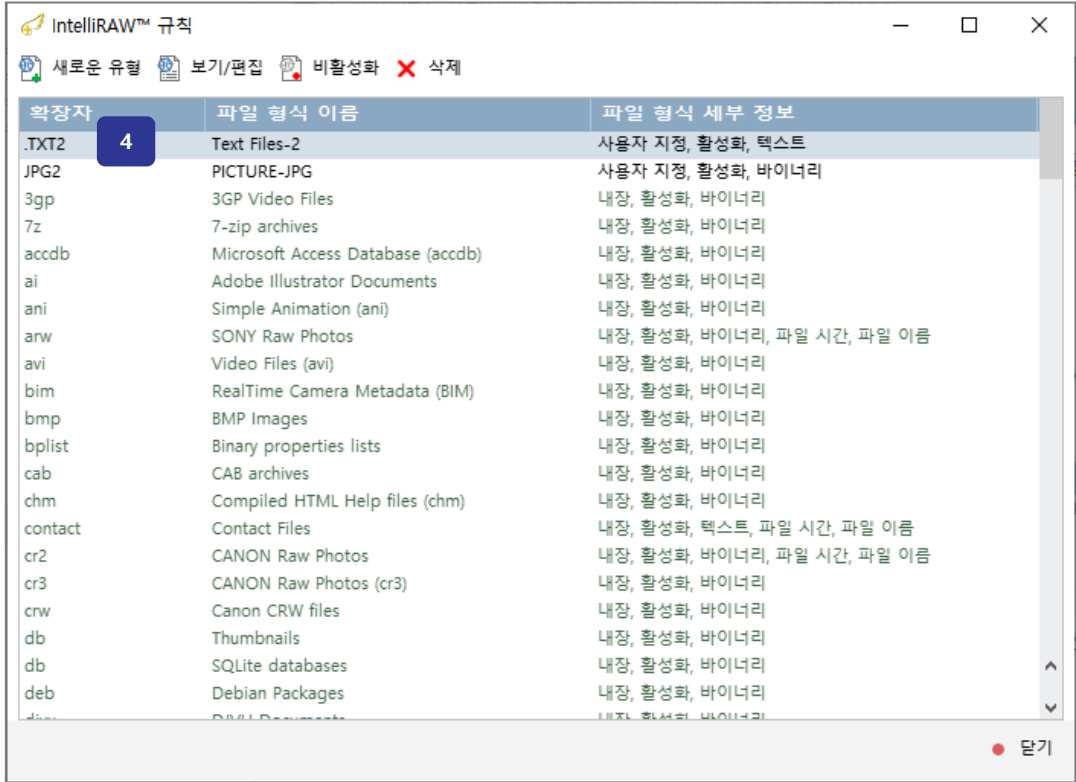 IntelliRAW™ 규칙
새로운 유형 보기/편집 비활성화 삭제
확장자 파일 형식 이름 파일 형식 세부 정보
.TXT2 4 Text Files-2 사용자 지정, 활성화, 텍스트
JPG2 PICTURE-JPG 사용자 지정, 활성화, 바이너리
3gp 3GP Video Files 내장, 활성화, 바이너리
7z 7-zip archives 내장, 활성화, 바이너리
accdb Microsoft Access Database (accdb) 내장, 활성화, 바이너리
ai Adobe Illustrator Documents 내장, 활성화, 바이너리
ani Simple Animation (ani) 내장, 활성화, 바이너리
arw SONY Raw Photos 내장, 활성화, 바이너리, 파일 시간, 파일 이름
avi Video Files (avi) 내장, 활성화, 바이너리
bim RealTime Camera Metadata (BIM) 내장, 활성화, 바이너리
bmp BMP Images 내장, 활성화, 바이너리
bplist Binary properties lists 내장, 활성화, 바이너리
cab CAB archives 내장, 활성화, 바이너리
chm Compiled HTML Help files (chm) 내장, 활성화, 바이너리
contact Contact Files 내장, 활성화, 텍스트, 파일 시간, 파일 이름
cr2 CANON Raw Photos 내장, 활성화, 바이너리, 파일 시간, 파일 이름
cr3 CANON Raw Photos (cr3) 내장, 활성화, 바이너리
crw Canon CRW files 내장, 활성화, 바이너리
db Thumbnails 내장, 활성화, 바이너리
db SQLite databases 내장, 활성화, 바이너리
deb Debian Packages 내장, 활성화, 바이너리
닫기